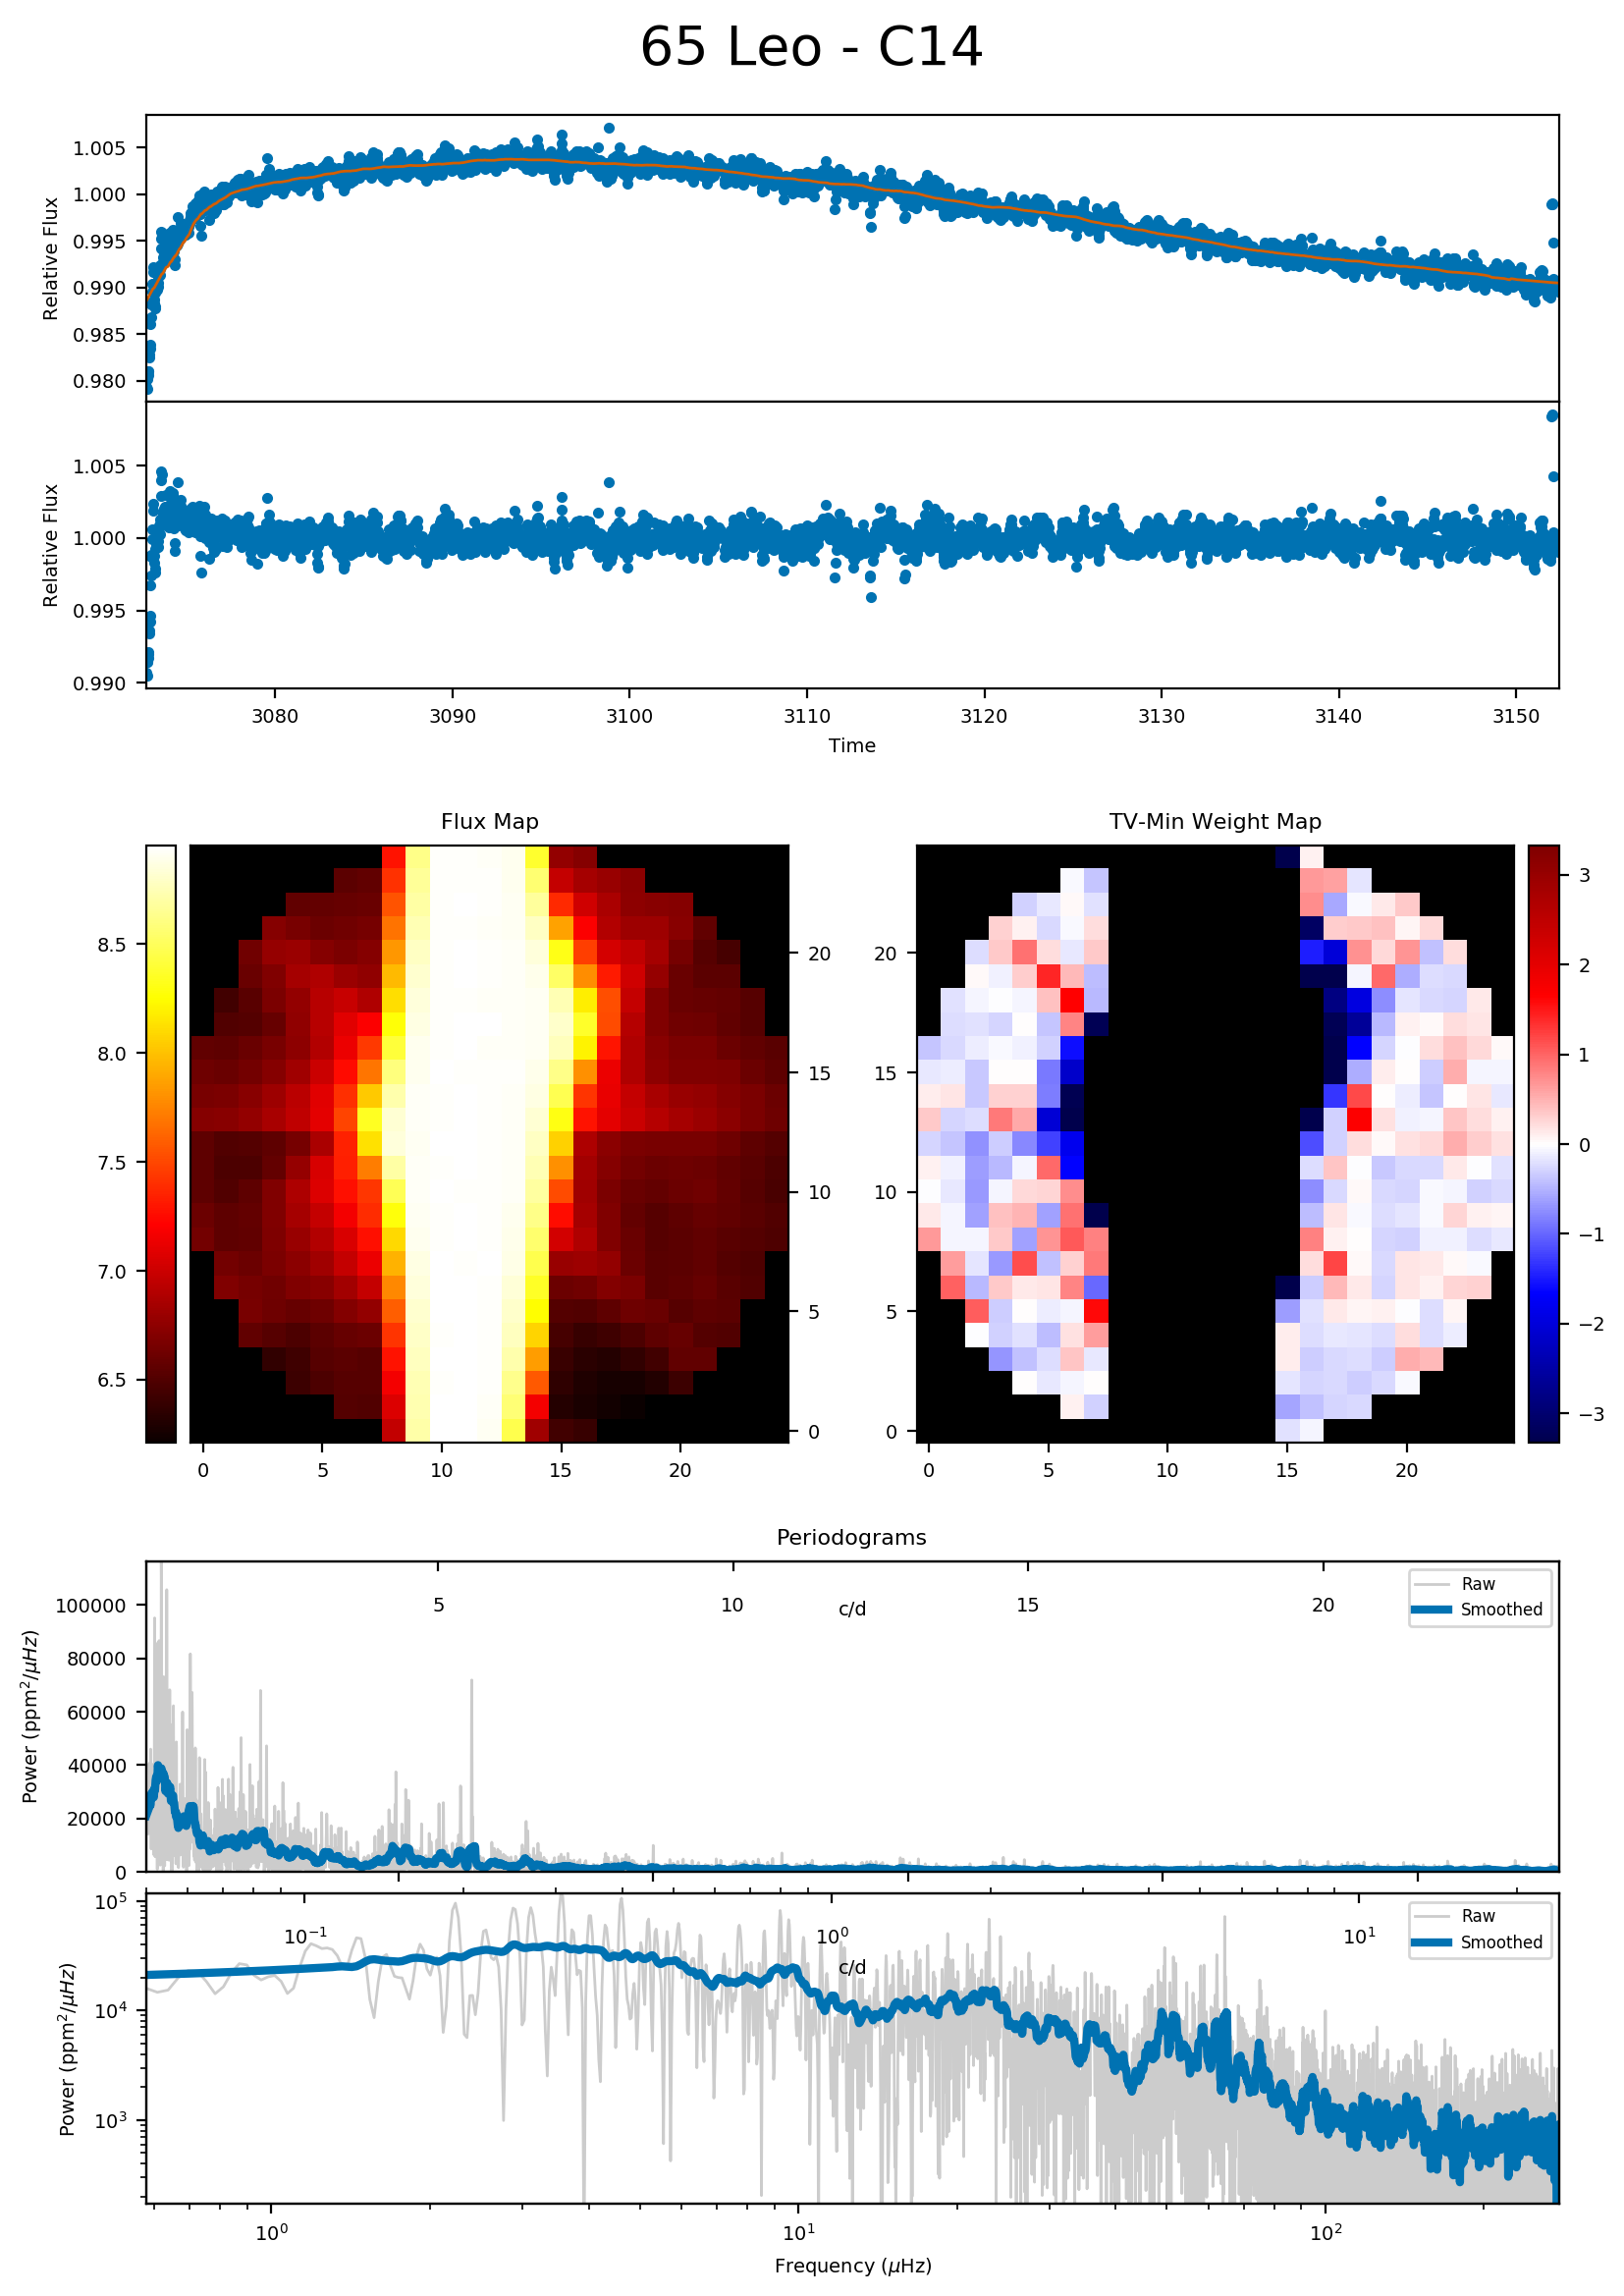 65 Leo - C14
1.005
1.000
0.995
0.990
0.985
0.980
Relative Flux
1.005
1.000
0.995
0.990
Relative Flux
3080 3090 3100 3110 3120 3130 3140 3150
Time
Flux Map
TV-Min Weight Map
8.5
8.0
7.5
7.0
6.5
20
15
10
5
0
0 5 10 15 20
20
15
10
5
0
0 5 10 15 20
3
2
1
0
−1
−2
−3
Periodograms
100000
80000
60000
40000
20000
0
Power (ppm²/μHz)
5 10 15 20
c/d
Raw
Smoothed
10⁵
10⁴
10³
Power (ppm²/μHz)
10⁻¹ 10⁰ 10¹
c/d
Raw
Smoothed
10⁰ 10¹ 10²
Frequency (μHz)